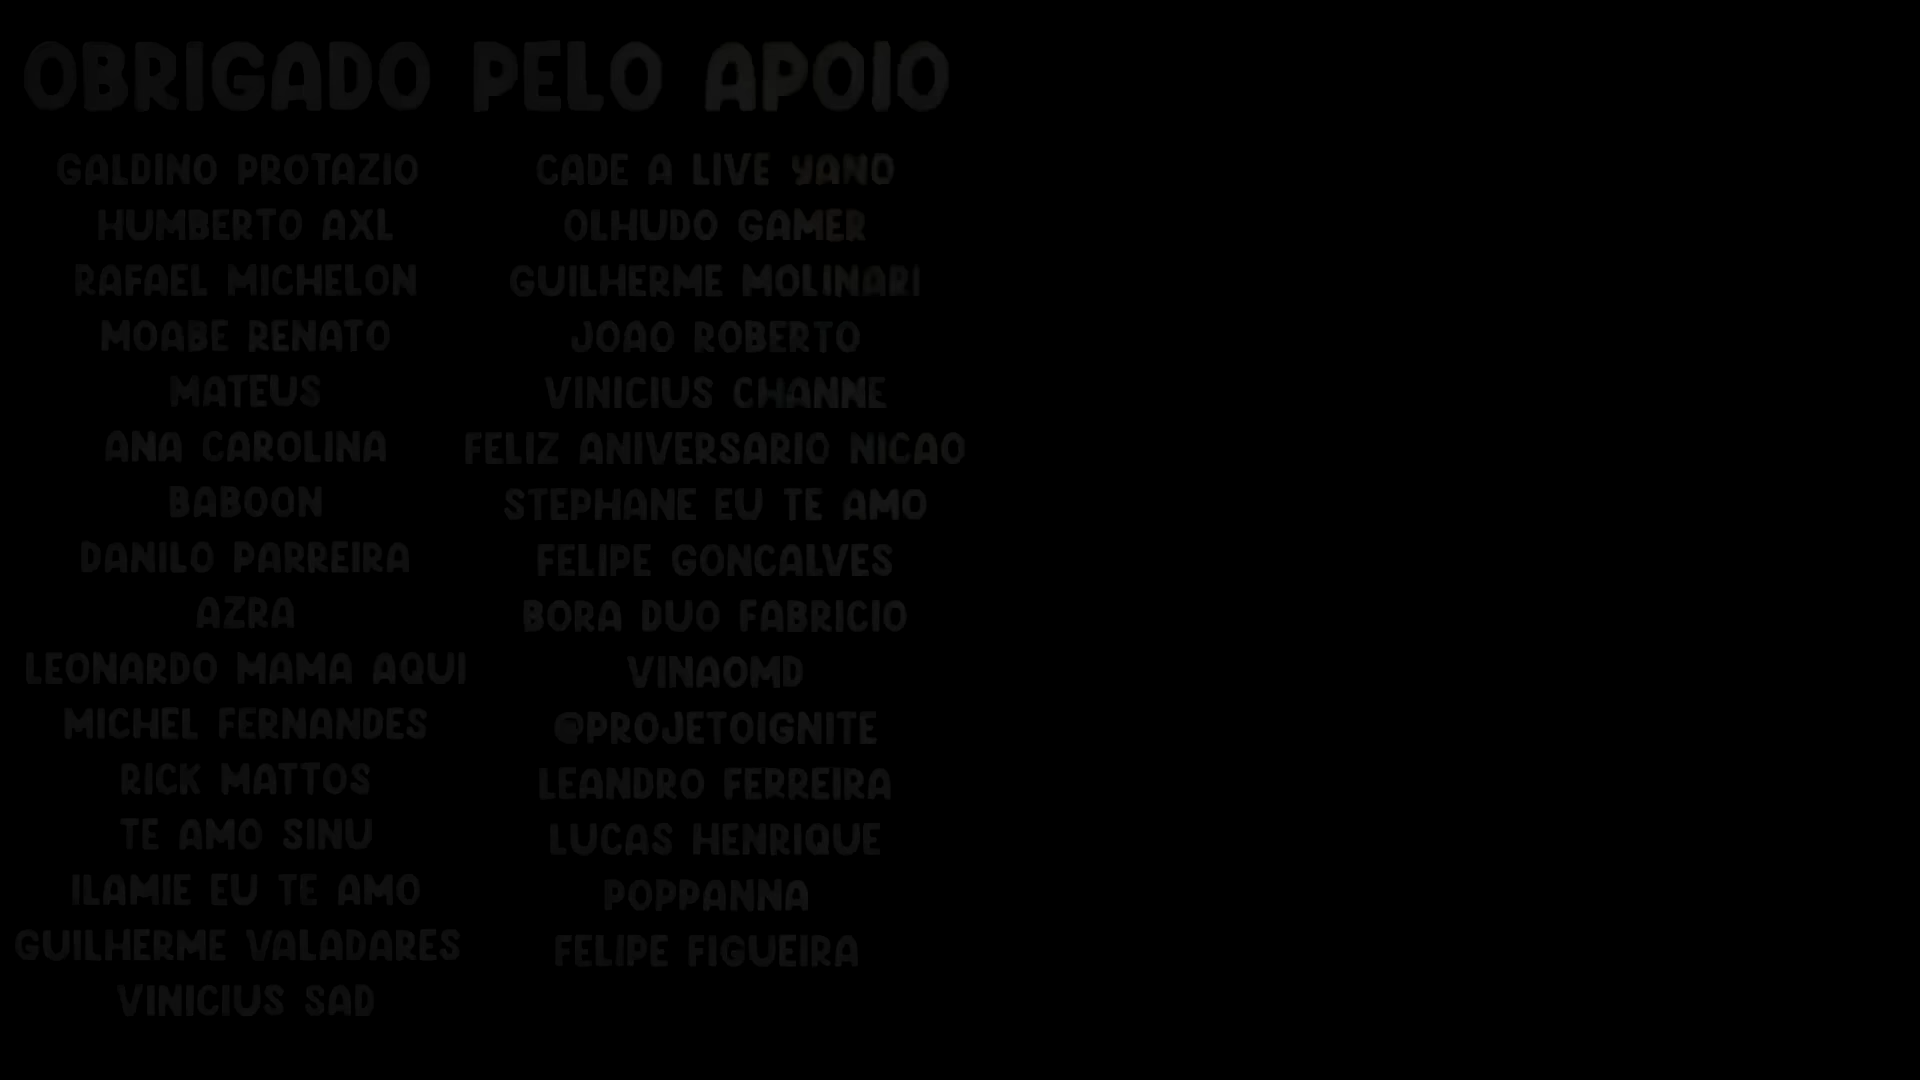 OBRIGADO PELO APOIO
GALDINO PROTAZIO
HUMBERTO AXL
RAFAEL MICHELON
MOABE RENATO
MATEUS
ANA CAROLINA
BABOON
DANILO PARREIRA
AZRA
LEONARDO MAMA AQUI
MICHEL FERNANDES
RICK MATTOS
TE AMO SINU
ILAMIE EU TE AMO
GUILHERME VALADARES
VINICIUS SAD
CADE A LIVE YANO
OLHUDO GAMER
GUILHERME MOLINARI
JOAO ROBERTO
VINICIUS CHANNE
FELIZ ANIVERSARIO NICAO
STEPHANE EU TE AMO
FELIPE GONCALVES
BORA DUO FABRICIO
VINAOMD
@PROJETOIGNITE
LEANDRO FERREIRA
LUCAS HENRIQUE
POPPANNA
FELIPE FIGUEIRA